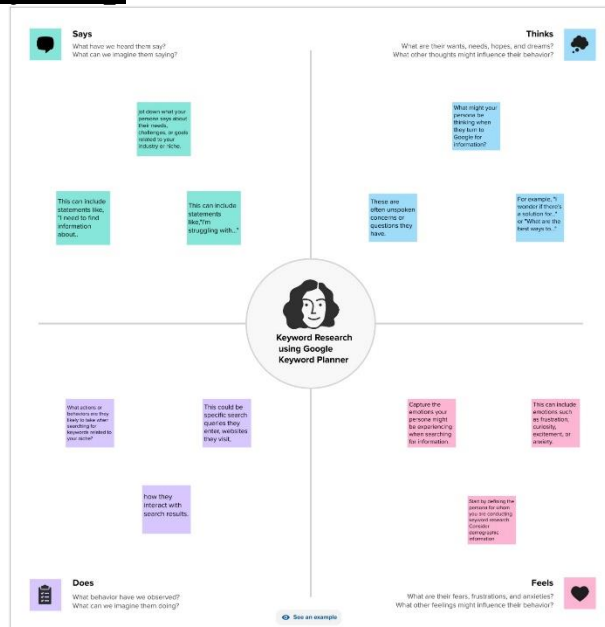 Says
What have we heard them say?
What can we imagine them saying?
Thinks
What are their wants, needs, hopes, and dreams?
What other thoughts might influence their behavior?
jot down what your
persona says about
their needs,
challenges, or goals
related to your
industry or niche.
This can include
statements like,
"I need to find
information
about..
This can include
statements
like,"I'm
struggling with..."
What might your
persona be
thinking when
they turn to
Google for
information?
These are
often unspoken
concerns or
questions they
have.
For example, "I
wonder if there's
a solution for..."
or "What are the
best ways to..."
Keyword Research
using Google
Keyword Planner
What actions or
behaviors are they
likely to take when
searching for
keywords related to
your niche?
This could be
specific search
queries they
enter, websites
they visit,
how they
interact with
search results.
Capture the
emotions your
persona might
be experiencing
when searching
for information.
This can include
emotions such
as frustration,
curiosity,
excitement, or
anxiety.
Start by defining the
persona for whom
you are conducting
keyword research.
Consider
demographic
information
Does
What behavior have we observed?
What can we imagine them doing?
Feels
What are their fears, frustrations, and anxieties?
What other feelings might influence their behavior?
See an example